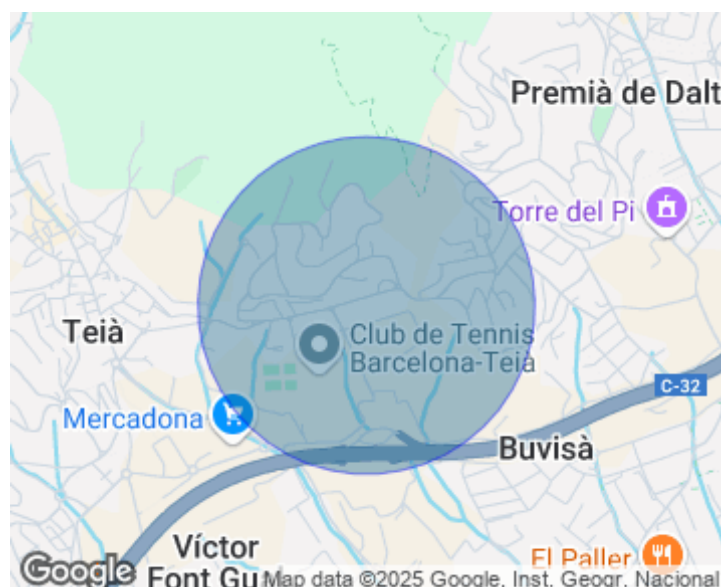 Premià de Dalt
Torre del Pi
Club de Tennis
Barcelona-Teià
Teià
C-32
Mercadona
Buvisà
Víctor
Font Gu
El Paller
Google
Map data ©2025 Google, Inst. Geogr. Nacional